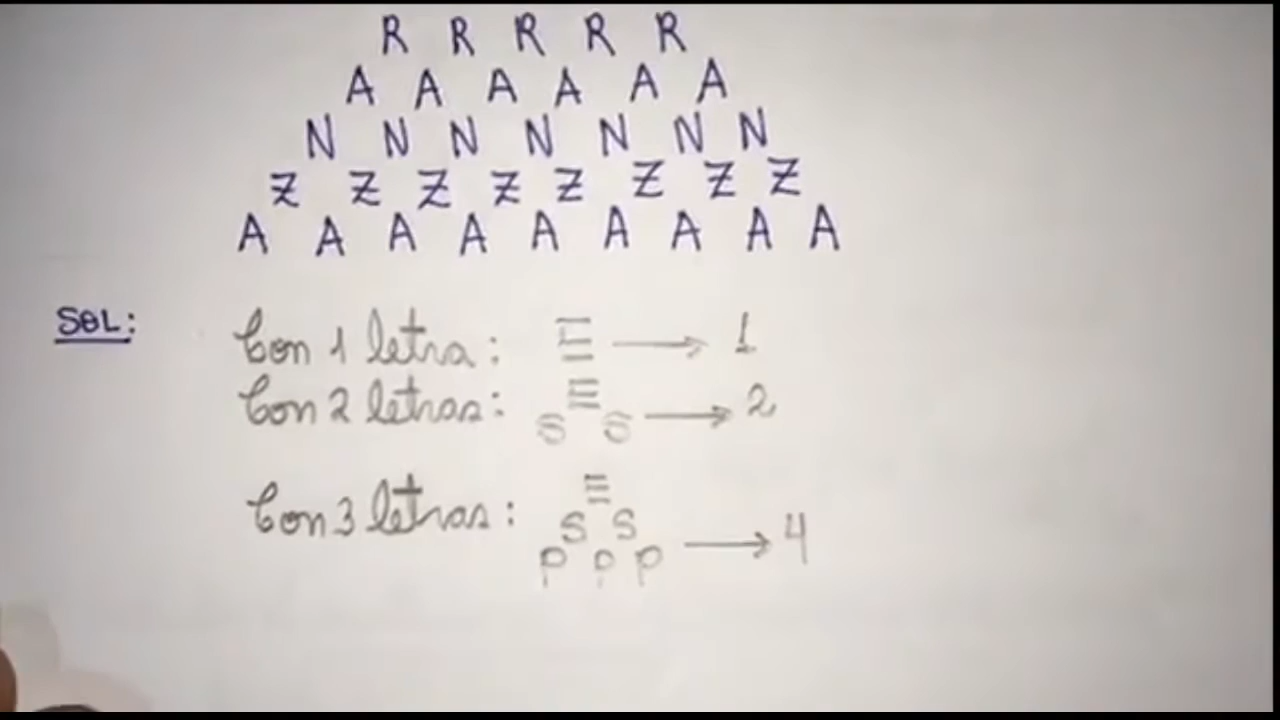 R R R R R
A A A A A A
N N N N N N N
Z Z Z Z Z Z Z Z
A A A A A A A A A
SOL:
Con 1 letra: E → 1
Con 2 letras: E
S S → 2
Con 3 letras: E
S S
P P P → 4